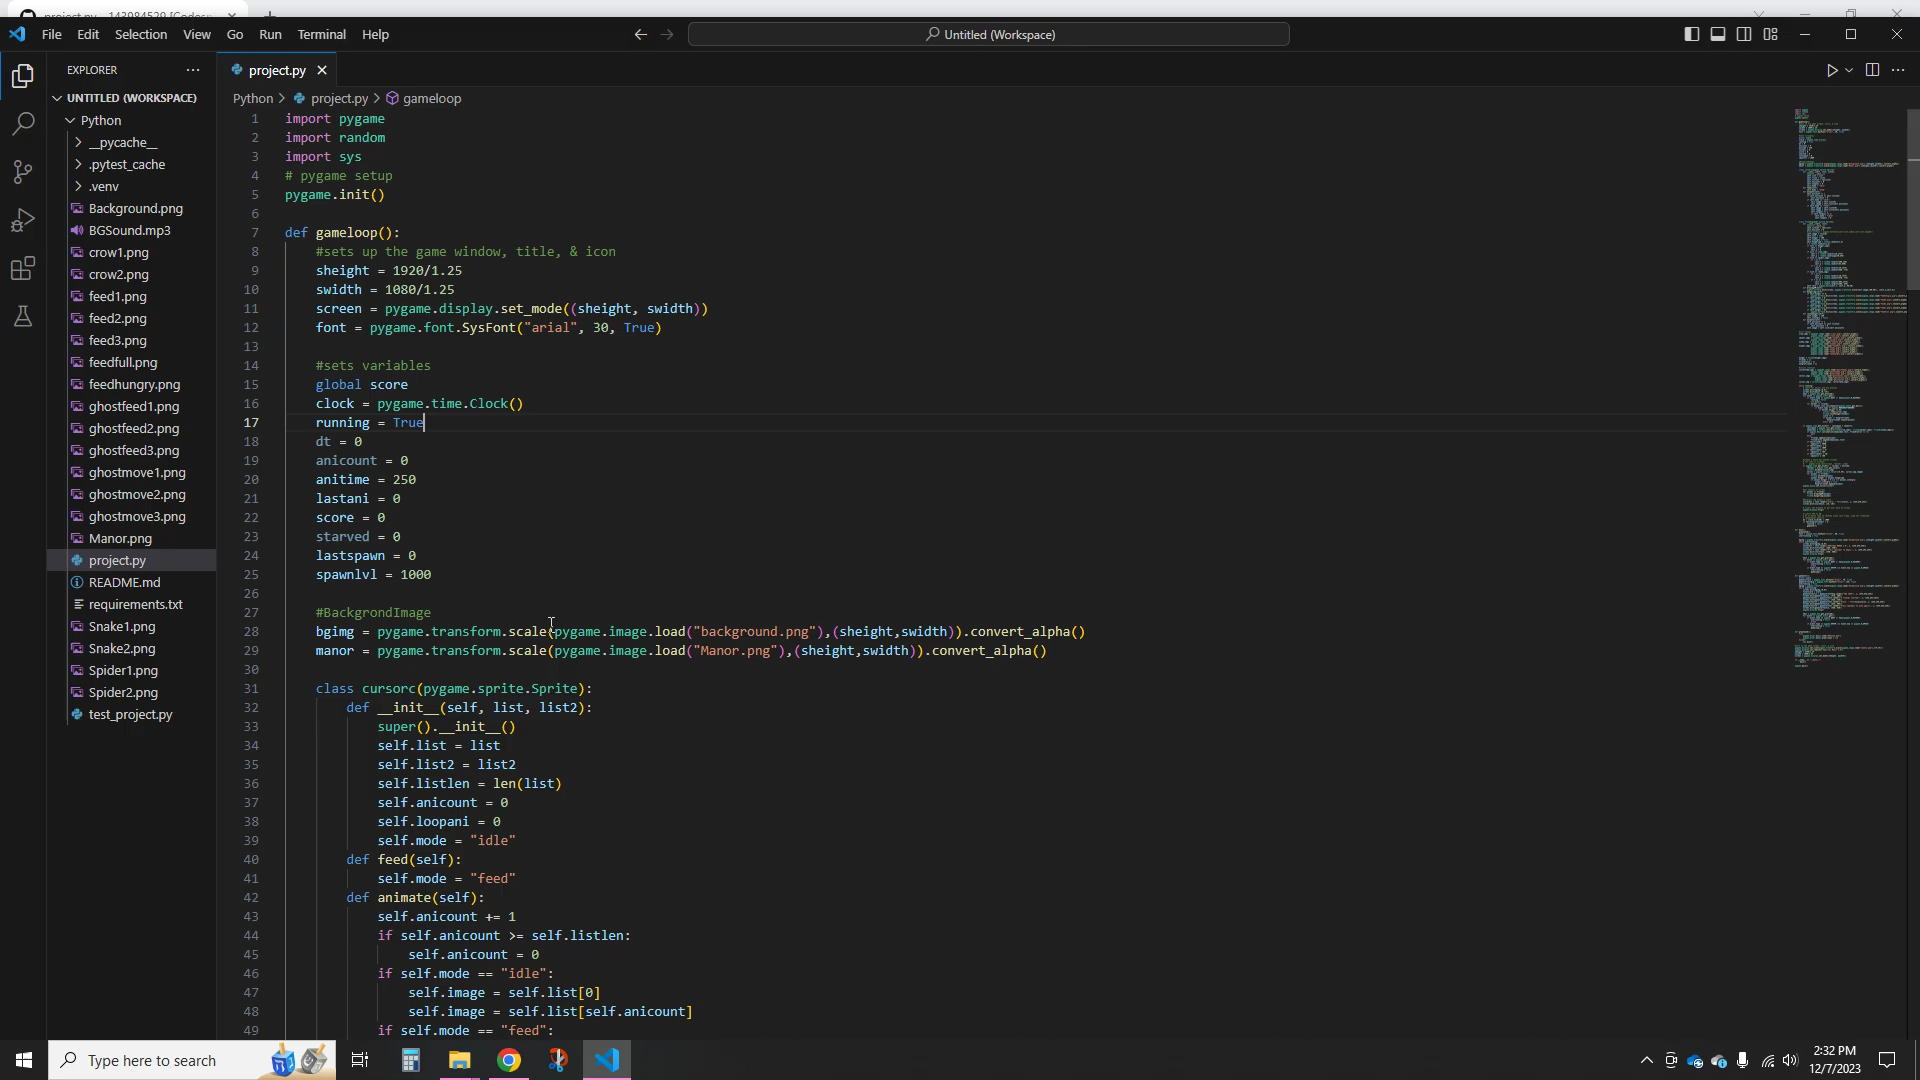 project.py - 143984529 [Codes
File Edit Selection View Go Run Terminal Help
Untitled (Workspace)
EXPLORER
project.py
UNTITLED (WORKSPACE)
Python > project.py > gameloop
Python
__pycache__
.pytest_cache
.venv
Background.png
BGSound.mp3
crow1.png
crow2.png
feed1.png
feed2.png
feed3.png
feedfull.png
feedhungry.png
ghostfeed1.png
ghostfeed2.png
ghostfeed3.png
ghostmove1.png
ghostmove2.png
ghostmove3.png
Manor.png
project.py
README.md
requirements.txt
Snake1.png
Snake2.png
Spider1.png
Spider2.png
test_project.py
1 import pygame
2 import random
3 import sys
4 # pygame setup
5 pygame.init()
6
7 def gameloop():
8 #sets up the game window, title, & icon
9 sheight = 1920/1.25
10 swidth = 1080/1.25
11 screen = pygame.display.set_mode((sheight, swidth))
12 font = pygame.font.SysFont("arial", 30, True)
13
14 #sets variables
15 global score
16 clock = pygame.time.Clock()
17 running = True
18 dt = 0
19 anicount = 0
20 anitime = 250
21 lastani = 0
22 score = 0
23 starved = 0
24 lastspawn = 0
25 spawnlvl = 1000
26
27 #BackgrondImage
28 bgimg = pygame.transform.scale(pygame.image.load("background.png"),(sheight,swidth)).convert_alpha()
29 manor = pygame.transform.scale(pygame.image.load("Manor.png"),(sheight,swidth)).convert_alpha()
30
31 class cursorc(pygame.sprite.Sprite):
32 def __init__(self, list, list2):
33 super().__init__()
34 self.list = list
35 self.list2 = list2
36 self.listlen = len(list)
37 self.anicount = 0
38 self.loopani = 0
39 self.mode = "idle"
40 def feed(self):
41 self.mode = "feed"
42 def animate(self):
43 self.anicount += 1
44 if self.anicount >= self.listlen:
45 self.anicount = 0
46 if self.mode == "idle":
47 self.image = self.list[0]
48 self.image = self.list[self.anicount]
49 if self.mode == "feed":
Type here to search
2:32 PM
12/7/2023